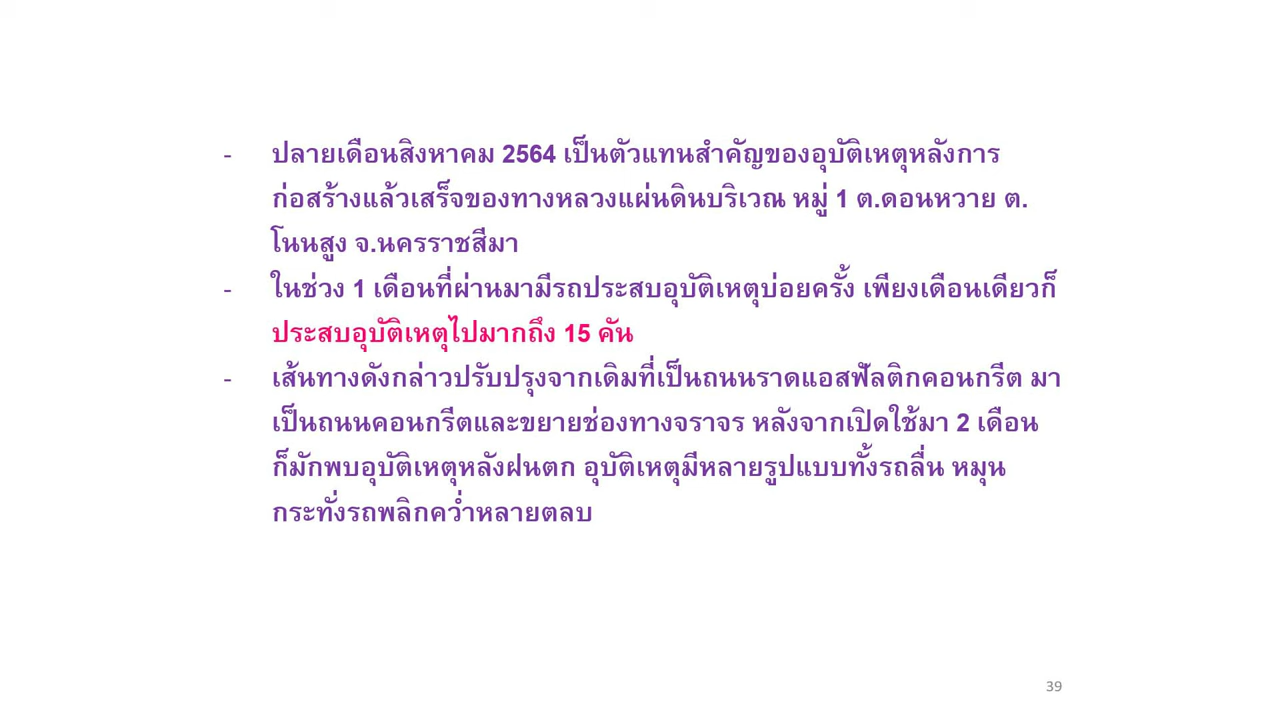 - ปลายเดือนสิงหาคม 2564 เป็นตัวแทนสำคัญของอุบัติเหตุหลังการ
ก่อสร้างแล้วเสร็จของทางหลวงแผ่นดินบริเวณ หมู่ 1 ต.ดอนหวาย ต.
โนนสูง จ.นครราชสีมา
- ในช่วง 1 เดือนที่ผ่านมามีรถประสบอุบัติเหตุบ่อยครั้ง เพียงเดือนเดียวก็
ประสบอุบัติเหตุไปมากถึง 15 คัน
- เส้นทางดังกล่าวปรับปรุงจากเดิมที่เป็นถนนราดแอสฟัลติกคอนกรีต มา
เป็นถนนคอนกรีตและขยายช่องทางจราจร หลังจากเปิดใช้มา 2 เดือน
ก็มักพบอุบัติเหตุหลังฝนตก อุบัติเหตุมีหลายรูปแบบทั้งรถลื่น หมุน
กระทั่งรถพลิกคว่ำหลายตลบ
39